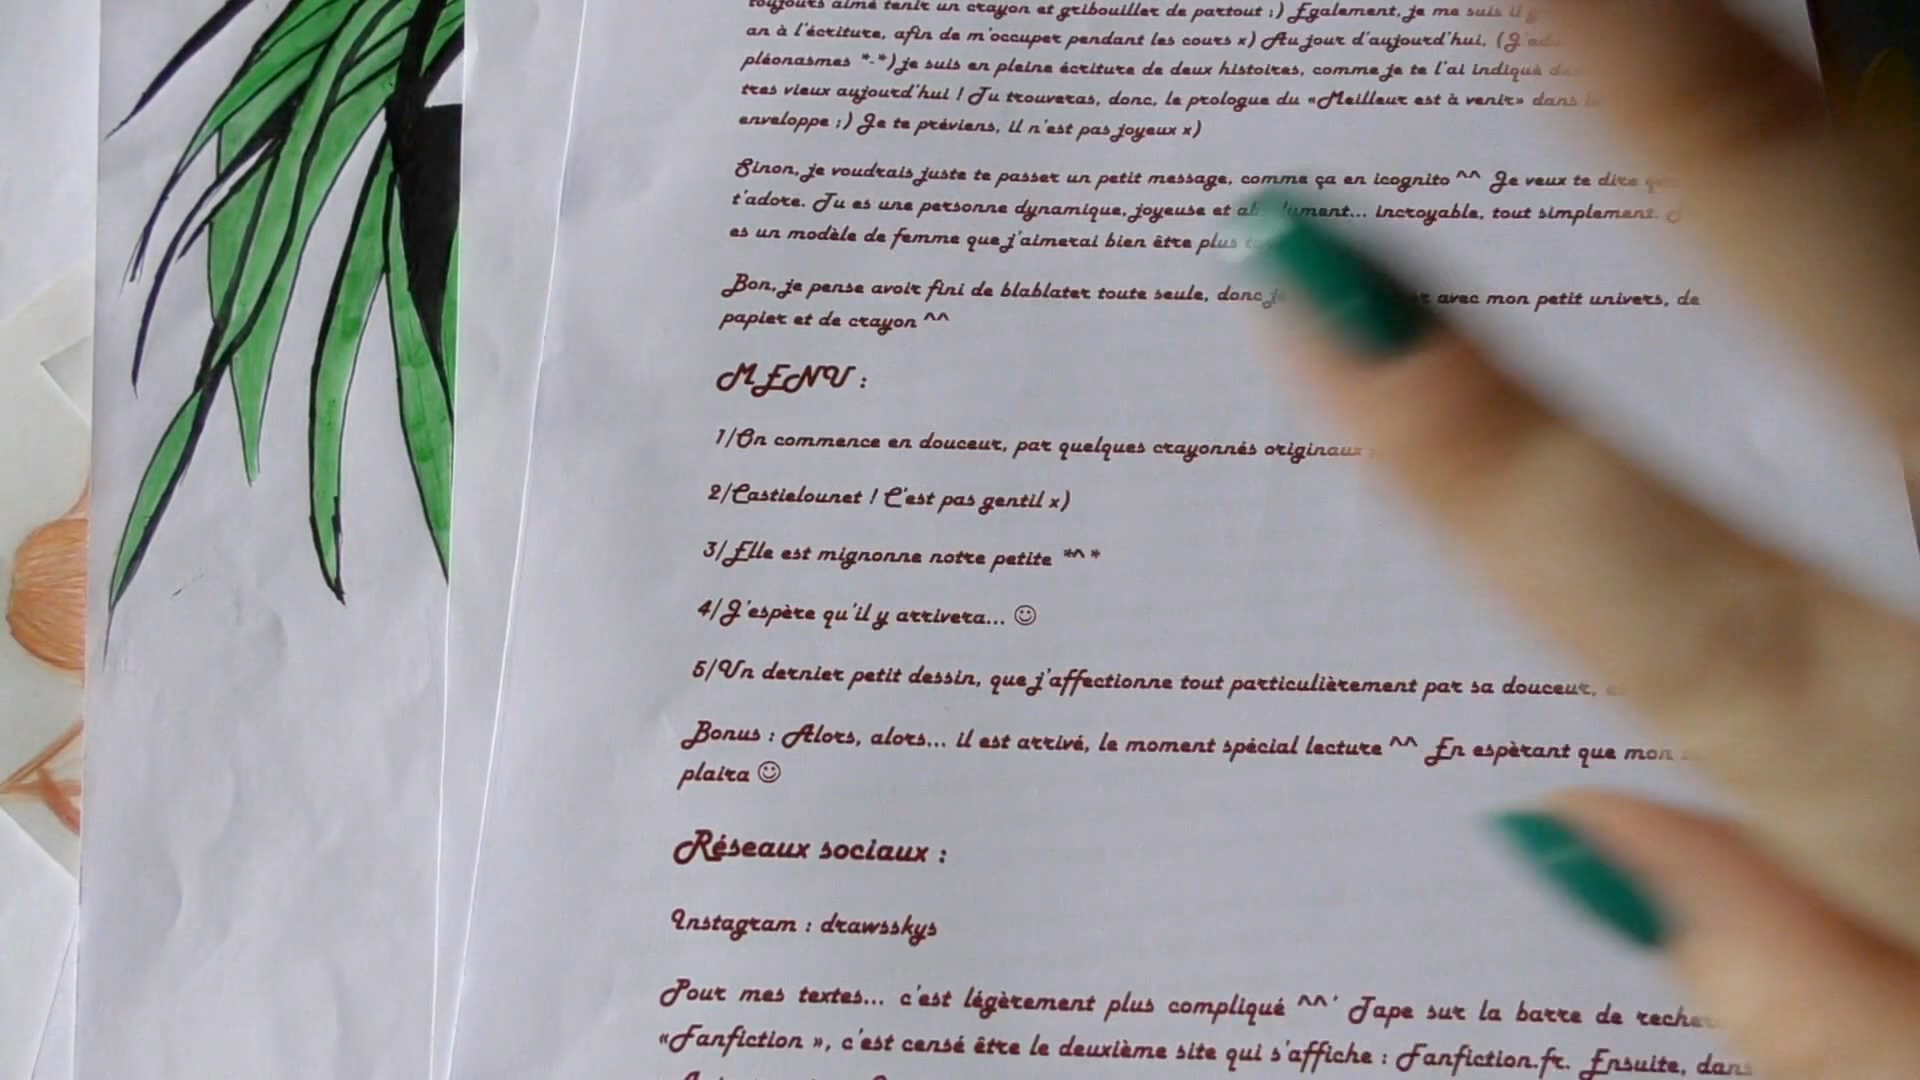 toujours aimé tenir un crayon et gribouiller de partout ;) Également, je me suis
an à l'écriture, afin de m'occuper pendant les cours x) Au jour d'aujourd'hui, (J'
pléonasmes *-*) je suis en pleine écriture de deux histoires, comme je te l'ai indiqué
tres vieux aujourd'hui ! Tu trouveras, donc, le prologue du «Meilleur est à venir» dans
enveloppe ;) Je te préviens, il n'est pas joyeux x)
Sinon, je voudrais juste te passer un petit message, comme ça en icognito ^^ Je veux te dire
t'adore. Tu es une personne dynamique, joyeuse et incroyable, tout simplement.
es un modèle de femme que j'aimerai bien être plus
Bon, je pense avoir fini de blablater toute seule, donc avec mon petit univers, de
papier et de crayon ^^
MENU :
1/On commence en douceur, par quelques crayonnés originaux
2/Castielounet ! C'est pas gentil x)
3/Elle est mignonne notre petite *^*
4/J'espère qu'il y arrivera... ☺
5/Un dernier petit dessin, que j'affectionne tout particulièrement par sa douceur,
Bonus : Alors, alors... il est arrivé, le moment spécial lecture ^^ En espèrant que mon
plaira ☺
Réseaux sociaux :
Instagram : drawsskys
Pour mes textes... c'est légèrement plus compliqué ^^' Tape sur la barre de
«Fanfiction », c'est censé être le deuxième site qui s'affiche : Fanfiction.fr. Ensuite, dans